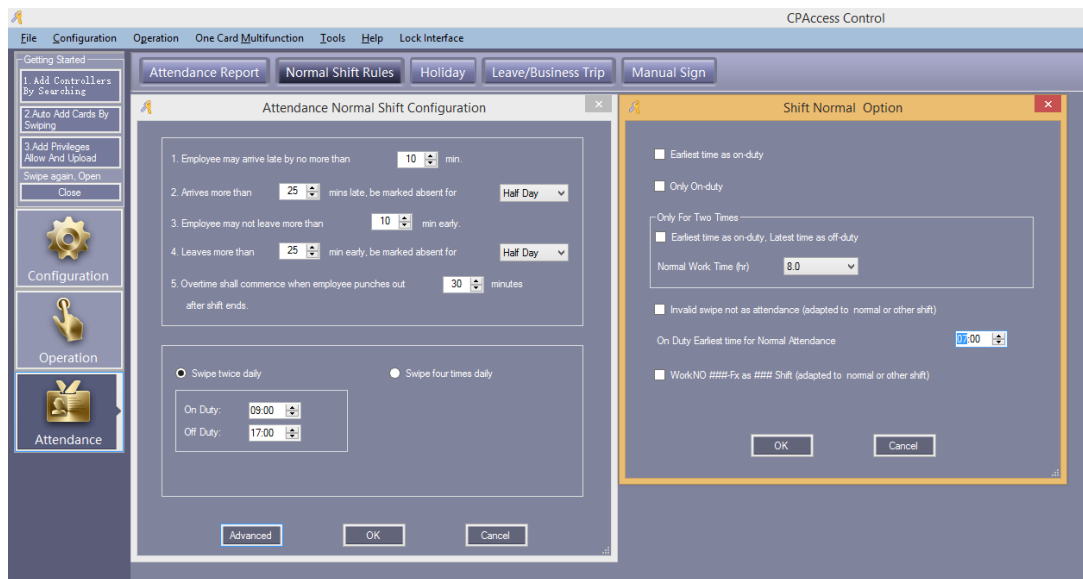 CPAccess Control
File Configuration Operation One Card Multifunction Tools Help Lock Interface
Getting Started
1. Add Controllers
By Searching
2.Auto Add Cards By
Swiping
3.Add Privileges
Allow And Upload
Swipe again, Open
Close
Configuration
Operation
Attendance
Attendance Report Normal Shift Rules Holiday Leave/Business Trip Manual Sign
Attendance Normal Shift Configuration
1. Employee may arrive late by no more than 10 min.
2. Arrives more than 25 mins late, be marked absent for Half Day
3. Employee may not leave more than 10 min early.
4. Leaves more than 25 min early, be marked absent for Half Day
5. Overtime shall commence when employee punches out 30 minutes
after shift ends.
Swipe twice daily Swipe four times daily
On Duty: 09:00
Off Duty: 17:00
Advanced OK Cancel
Shift Normal Option
Earliest time as on-duty
Only On-duty
Only For Two Times
Earliest time as on-duty, Latest time as off-duty
Normal Work Time (hr) 8.0
Invalid swipe not as attendance (adapted to normal or other shift)
On Duty Earliest time for Normal Attendance 07:00
WorkNO ###-Fx as ### Shift (adapted to normal or other shift)
OK Cancel